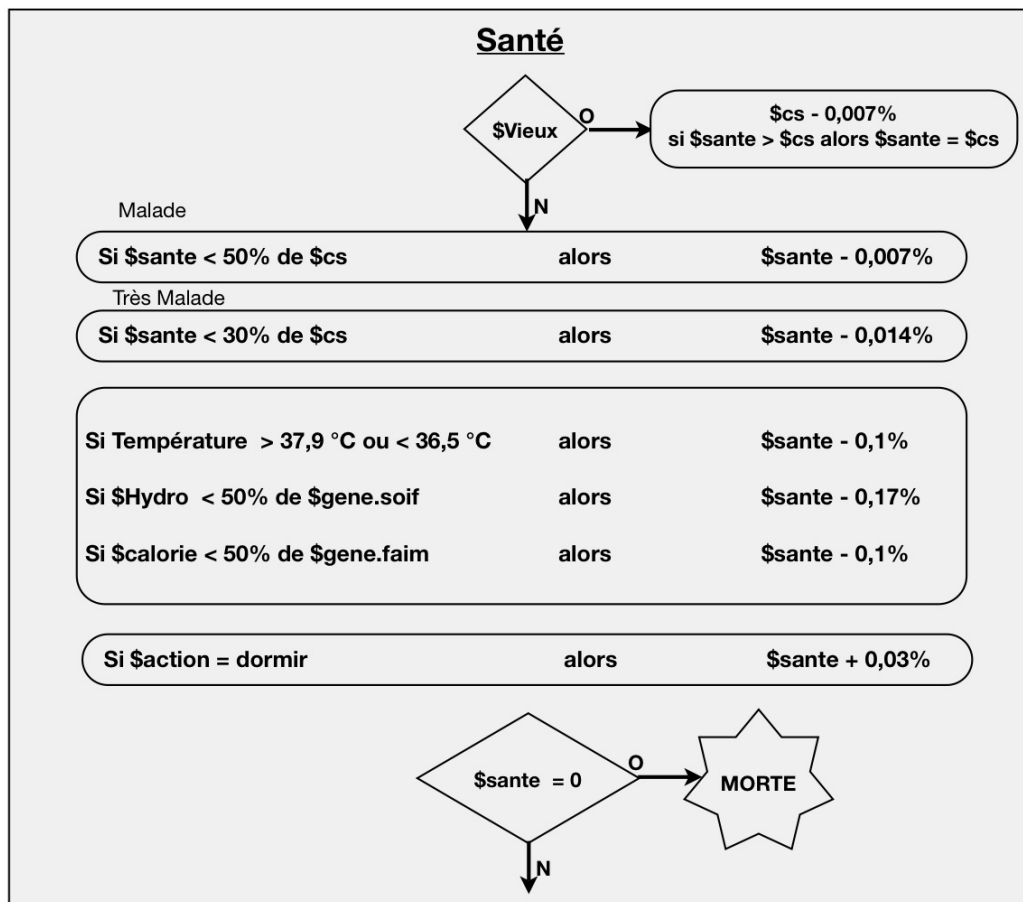 Santé
$Vieux
O
$cs - 0,007%
si $sante > $cs alors $sante = $cs
N
Malade
Si $sante < 50% de $cs alors $sante - 0,007%
Très Malade
Si $sante < 30% de $cs alors $sante - 0,014%
Si Température > 37,9 °C ou < 36,5 °C alors $sante - 0,1%
Si $Hydro < 50% de $gene.soif alors $sante - 0,17%
Si $calorie < 50% de $gene.faim alors $sante - 0,1%
Si $action = dormir alors $sante + 0,03%
$sante = 0
O
MORTE
N